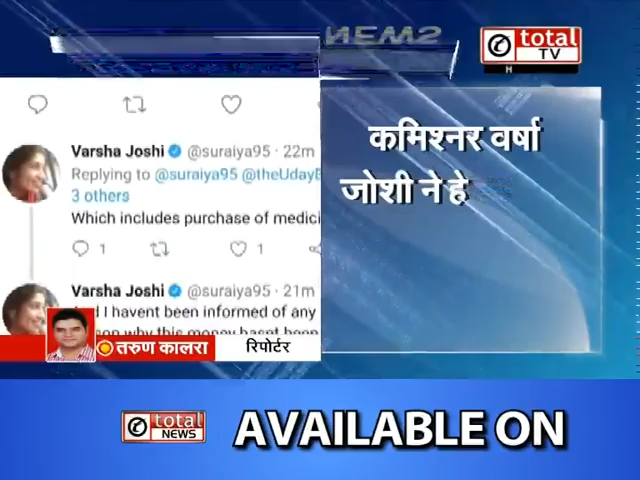 NEWS
total
TV
H
Varsha Joshi @suraiya95 · 22m
Replying to @suraiya95 @theUdayB
3 others
Which includes purchase of medici
1 1
Varsha Joshi @suraiya95 · 21m
d I havent been informed of any
on why this money hasnt been
कमिश्नर वर्षा
जोशी ने हे
तरुण कालरा रिपोर्टर
total
NEWS
AVAILABLE ON